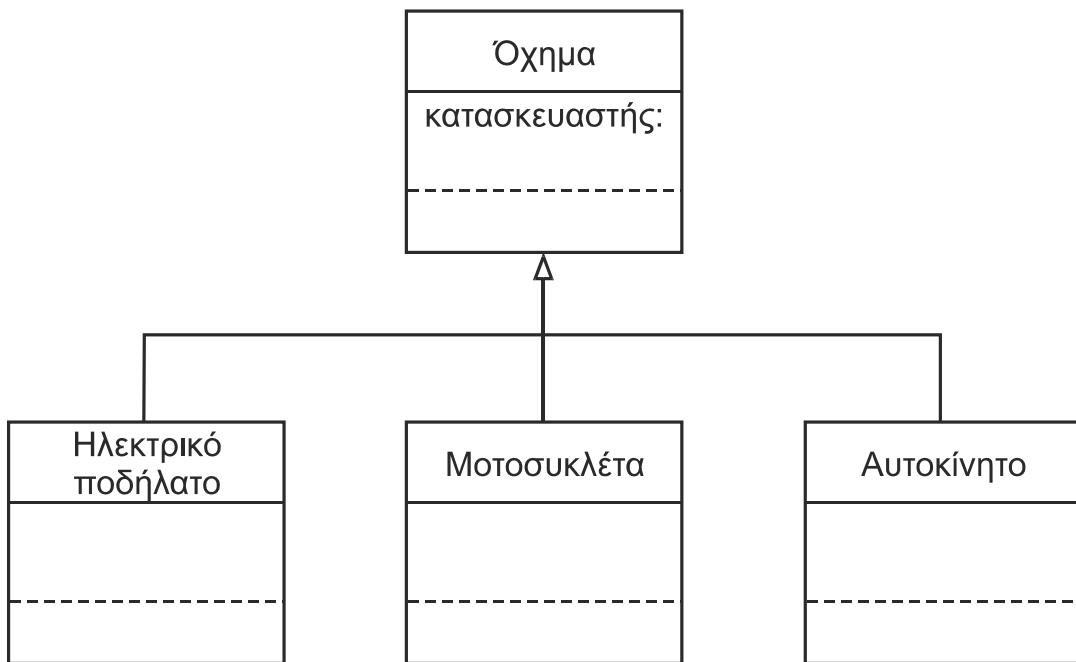 Όχημα
κατασκευαστής:
Ηλεκτρικό
ποδήλατο
Μοτοσυκλέτα
Αυτοκίνητο